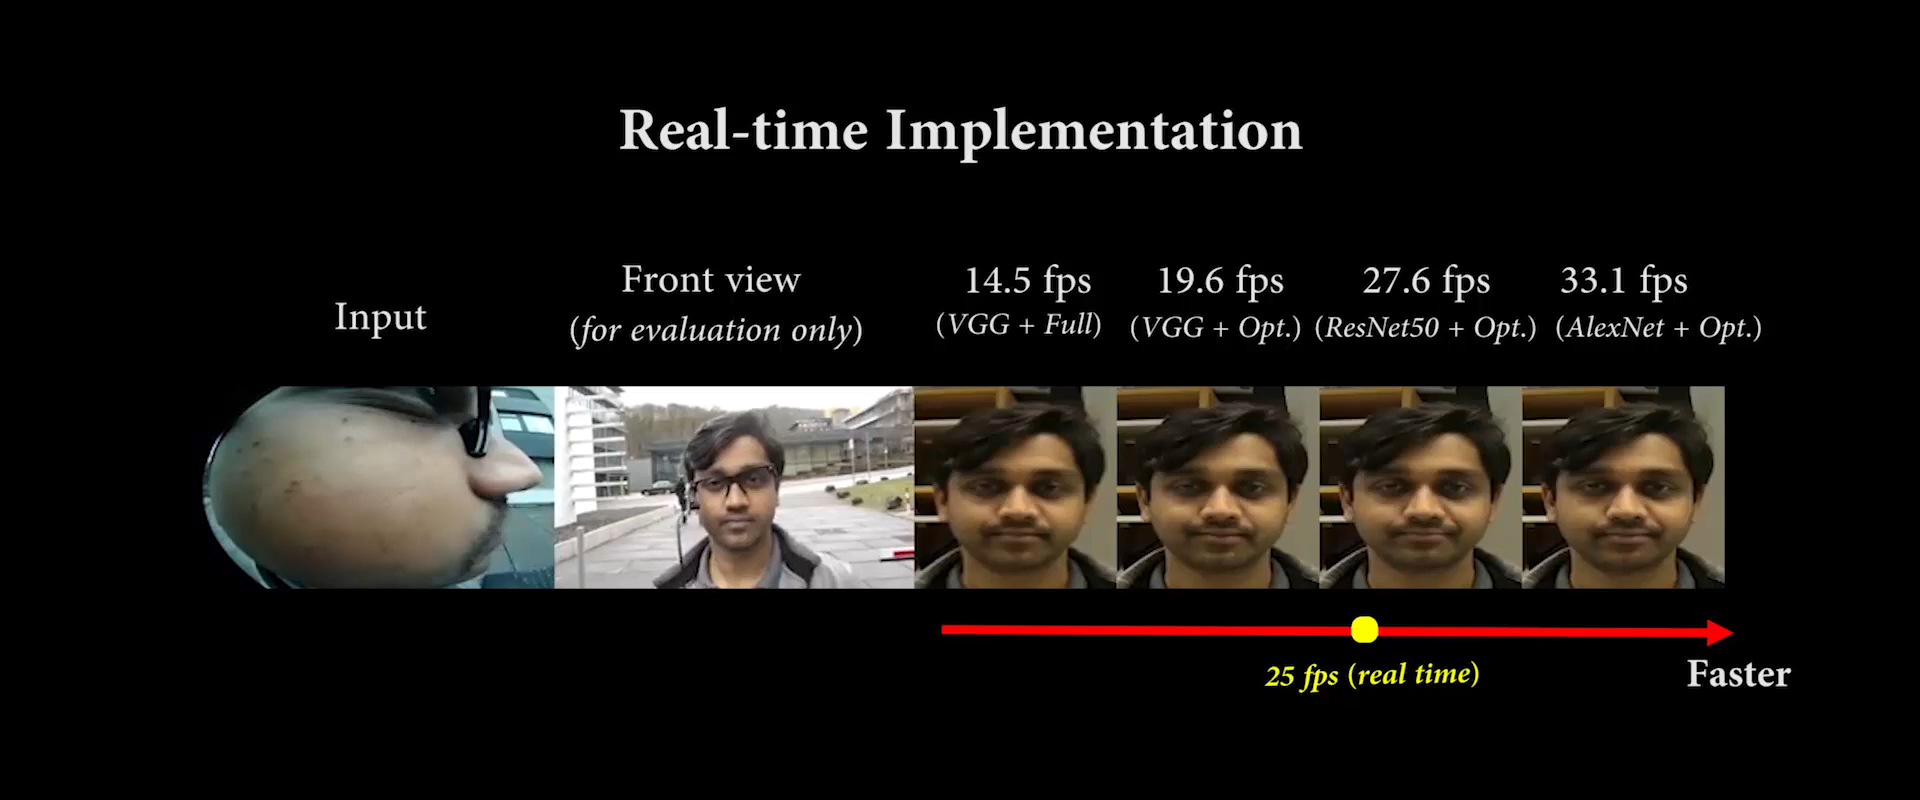 Real-time Implementation
Input
Front view
(for evaluation only)
14.5 fps
(VGG + Full)
19.6 fps
(VGG + Opt.)
27.6 fps
(ResNet50 + Opt.)
33.1 fps
(AlexNet + Opt.)
25 fps (real time)
Faster